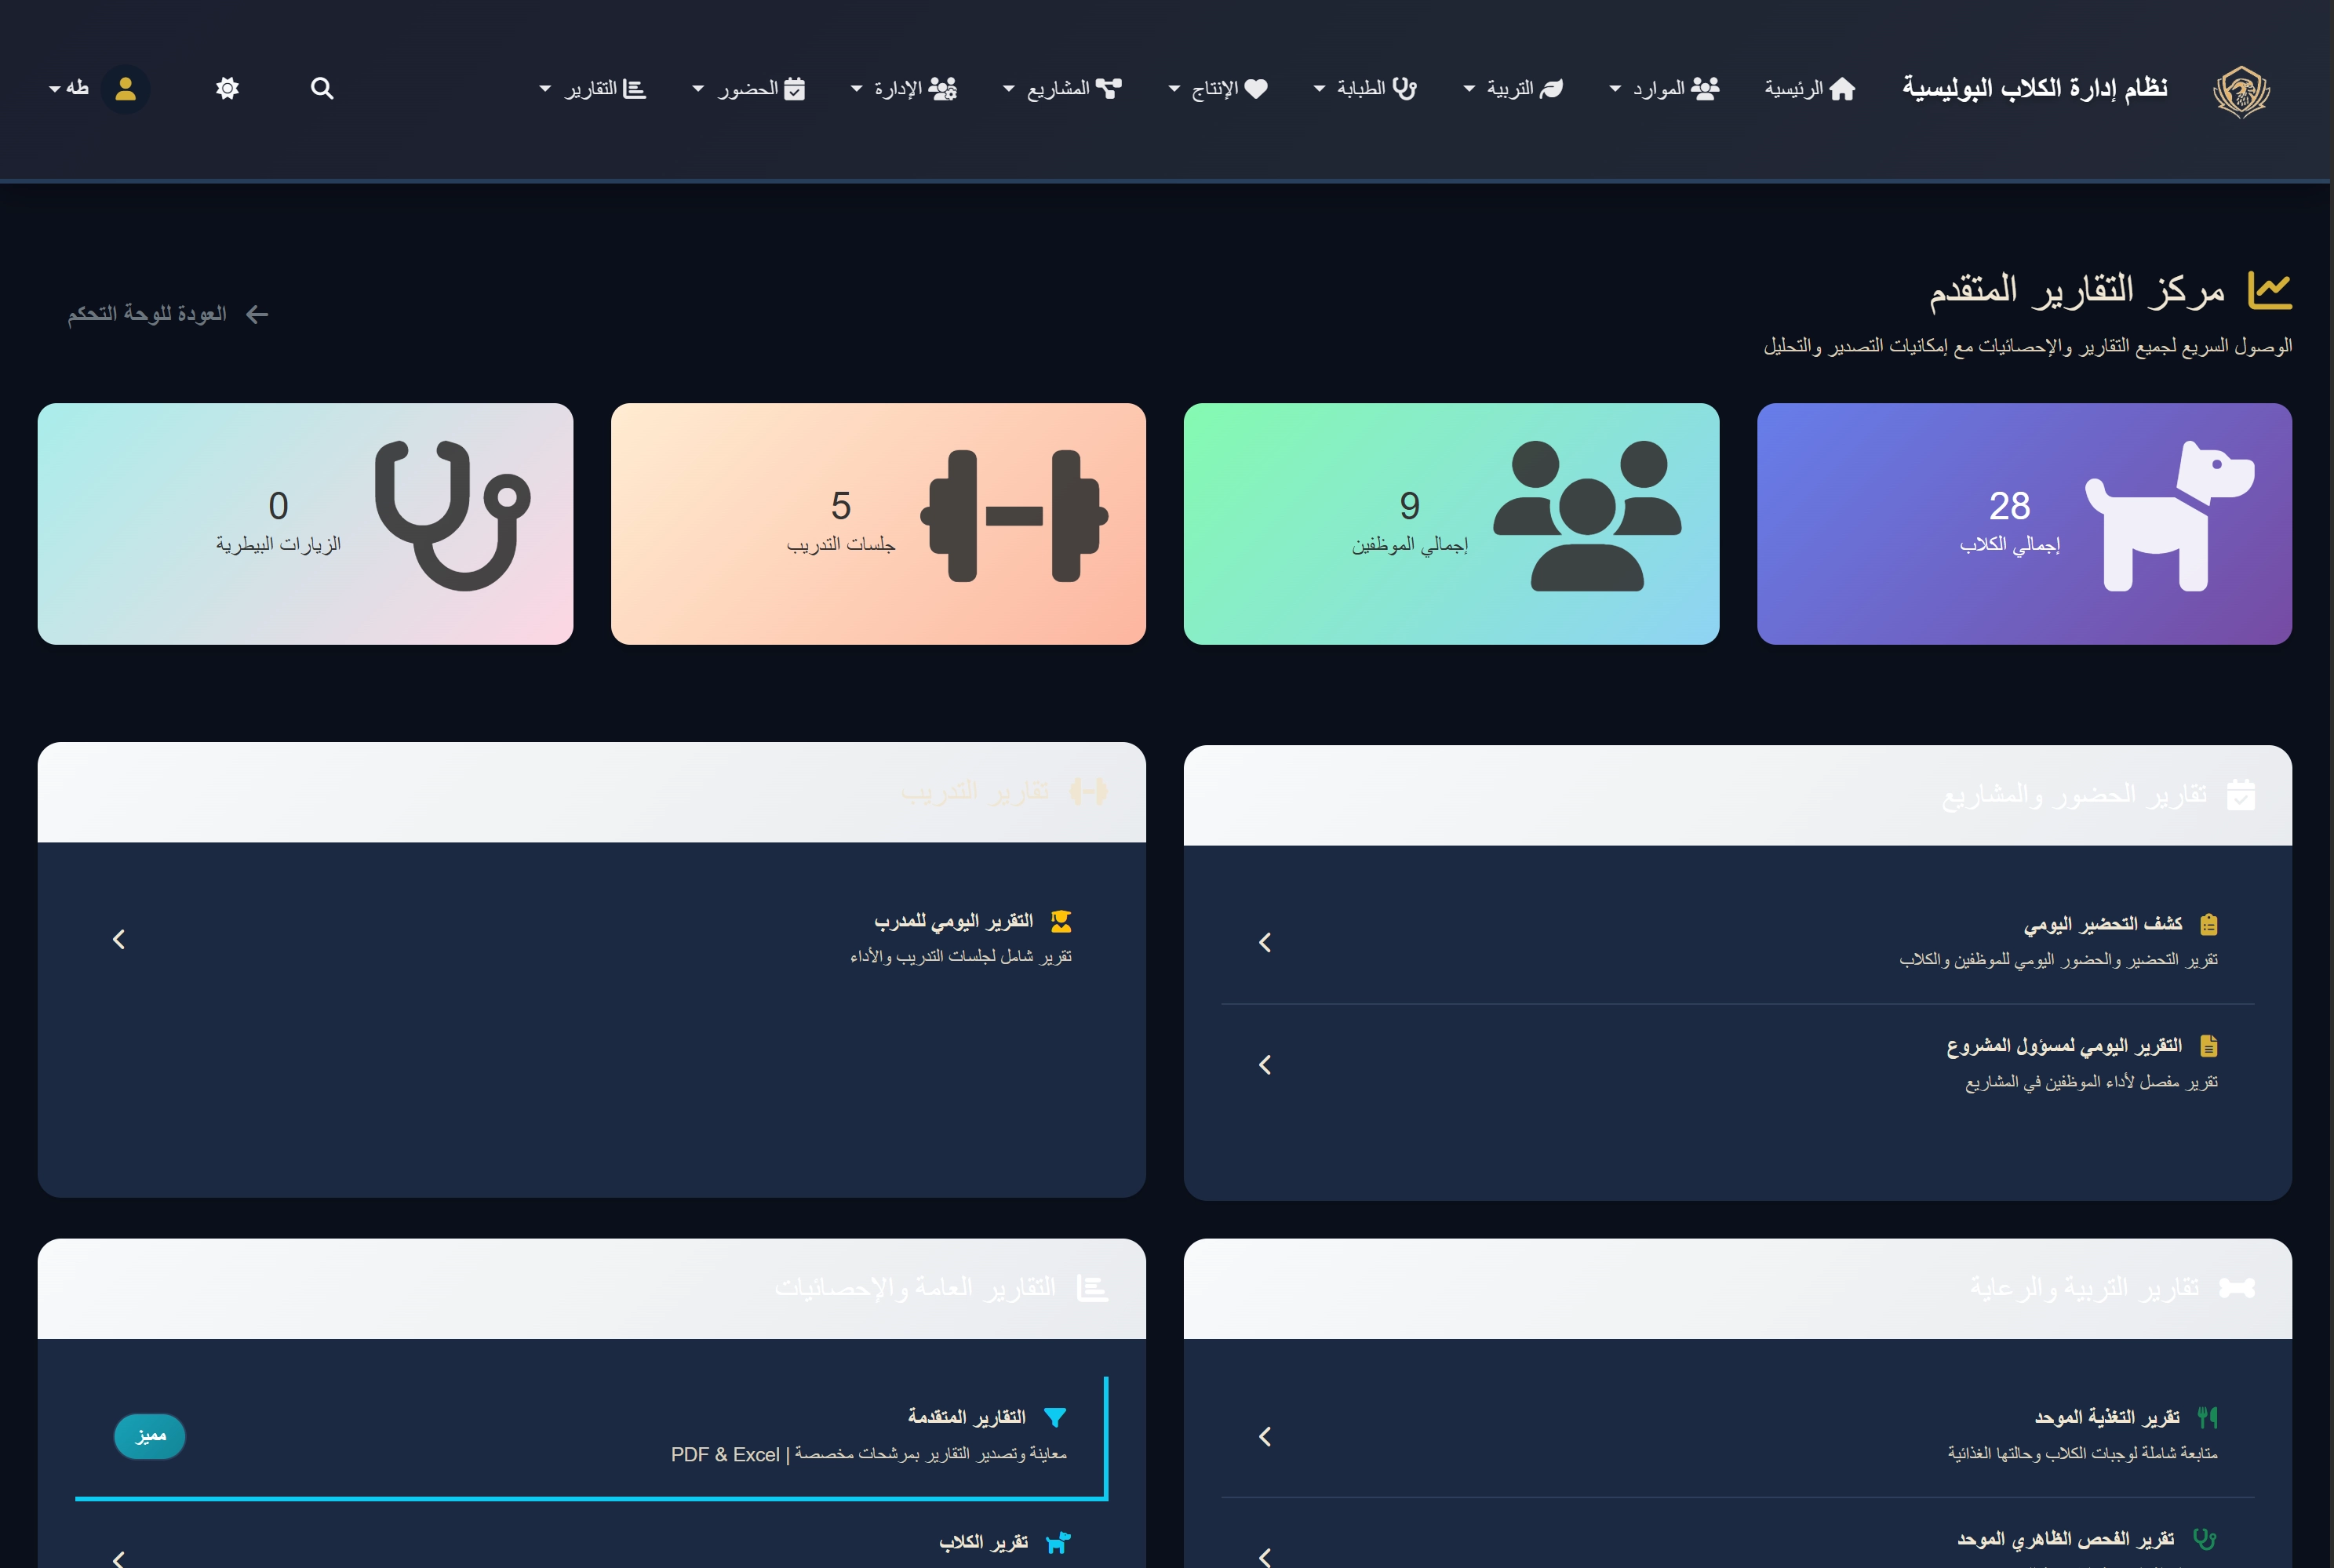 نظام إدارة الكلاب البوليسية
الرئيسية
الموارد
التربية
الطبابة
الإنتاج
المشاريع
الإدارة
الحضور
التقارير
طه
مركز التقارير المتقدم
الوصول السريع لجميع التقارير والإحصائيات مع إمكانيات التصدير والتحليل
العودة للوحة التحكم
28
إجمالي الكلاب
9
إجمالي الموظفين
5
جلسات التدريب
0
الزيارات البيطرية
تقارير الحضور والمشاريع
كشف التحضير اليومي
تقرير التحضير والحضور اليومي للموظفين والكلاب
التقرير اليومي لمسؤول المشروع
تقرير مفصل لأداء الموظفين في المشاريع
تقارير التدريب
التقرير اليومي للمدرب
تقرير شامل لجلسات التدريب والأداء
تقارير التربية والرعاية
تقرير التغذية الموحد
متابعة شاملة لوجبات الكلاب وحالتها الغذائية
تقرير الفحص الظاهري الموحد
التقارير العامة والإحصائيات
التقارير المتقدمة
معاينة وتصدير التقارير بمرشحات مخصصة | PDF & Excel
مميز
تقرير الكلاب